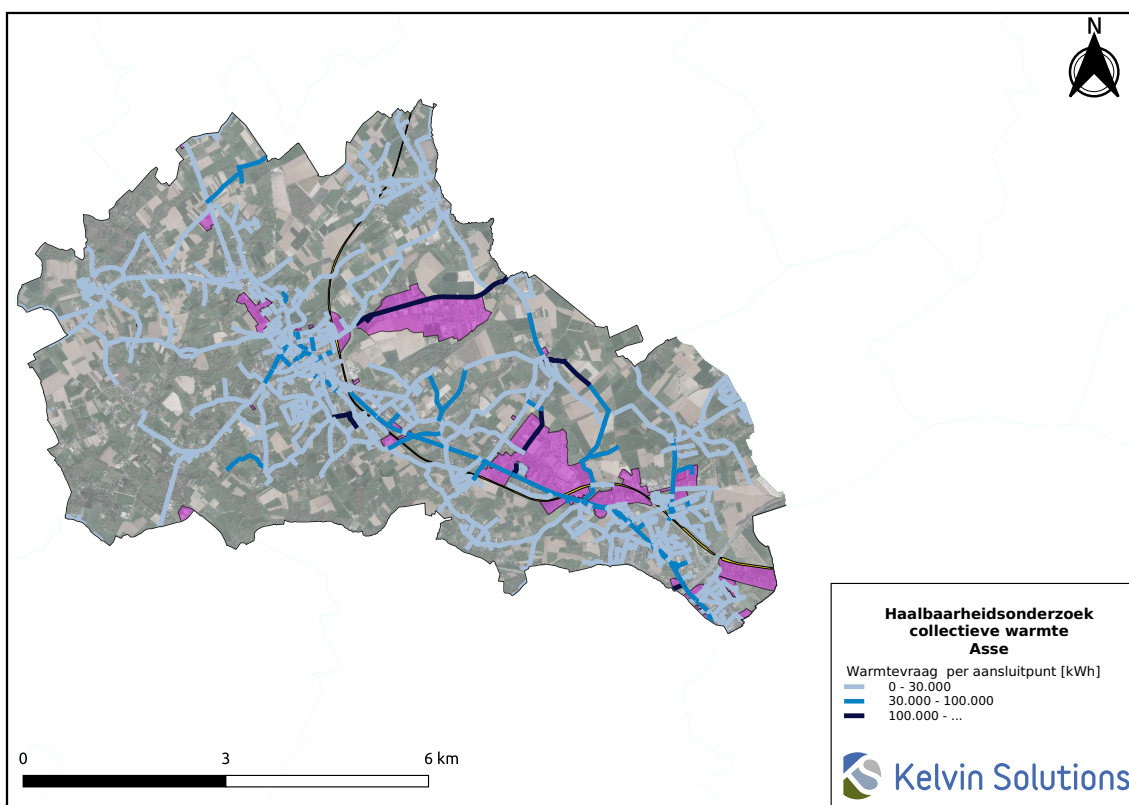 N
Haalbaarheidsonderzoek
collectieve warmte
Asse
Warmtevraag  per aansluitpunt [kWh]
0 - 30.000
30.000 - 100.000
100.000 - ...
0 3 6 km
Kelvin Solutions